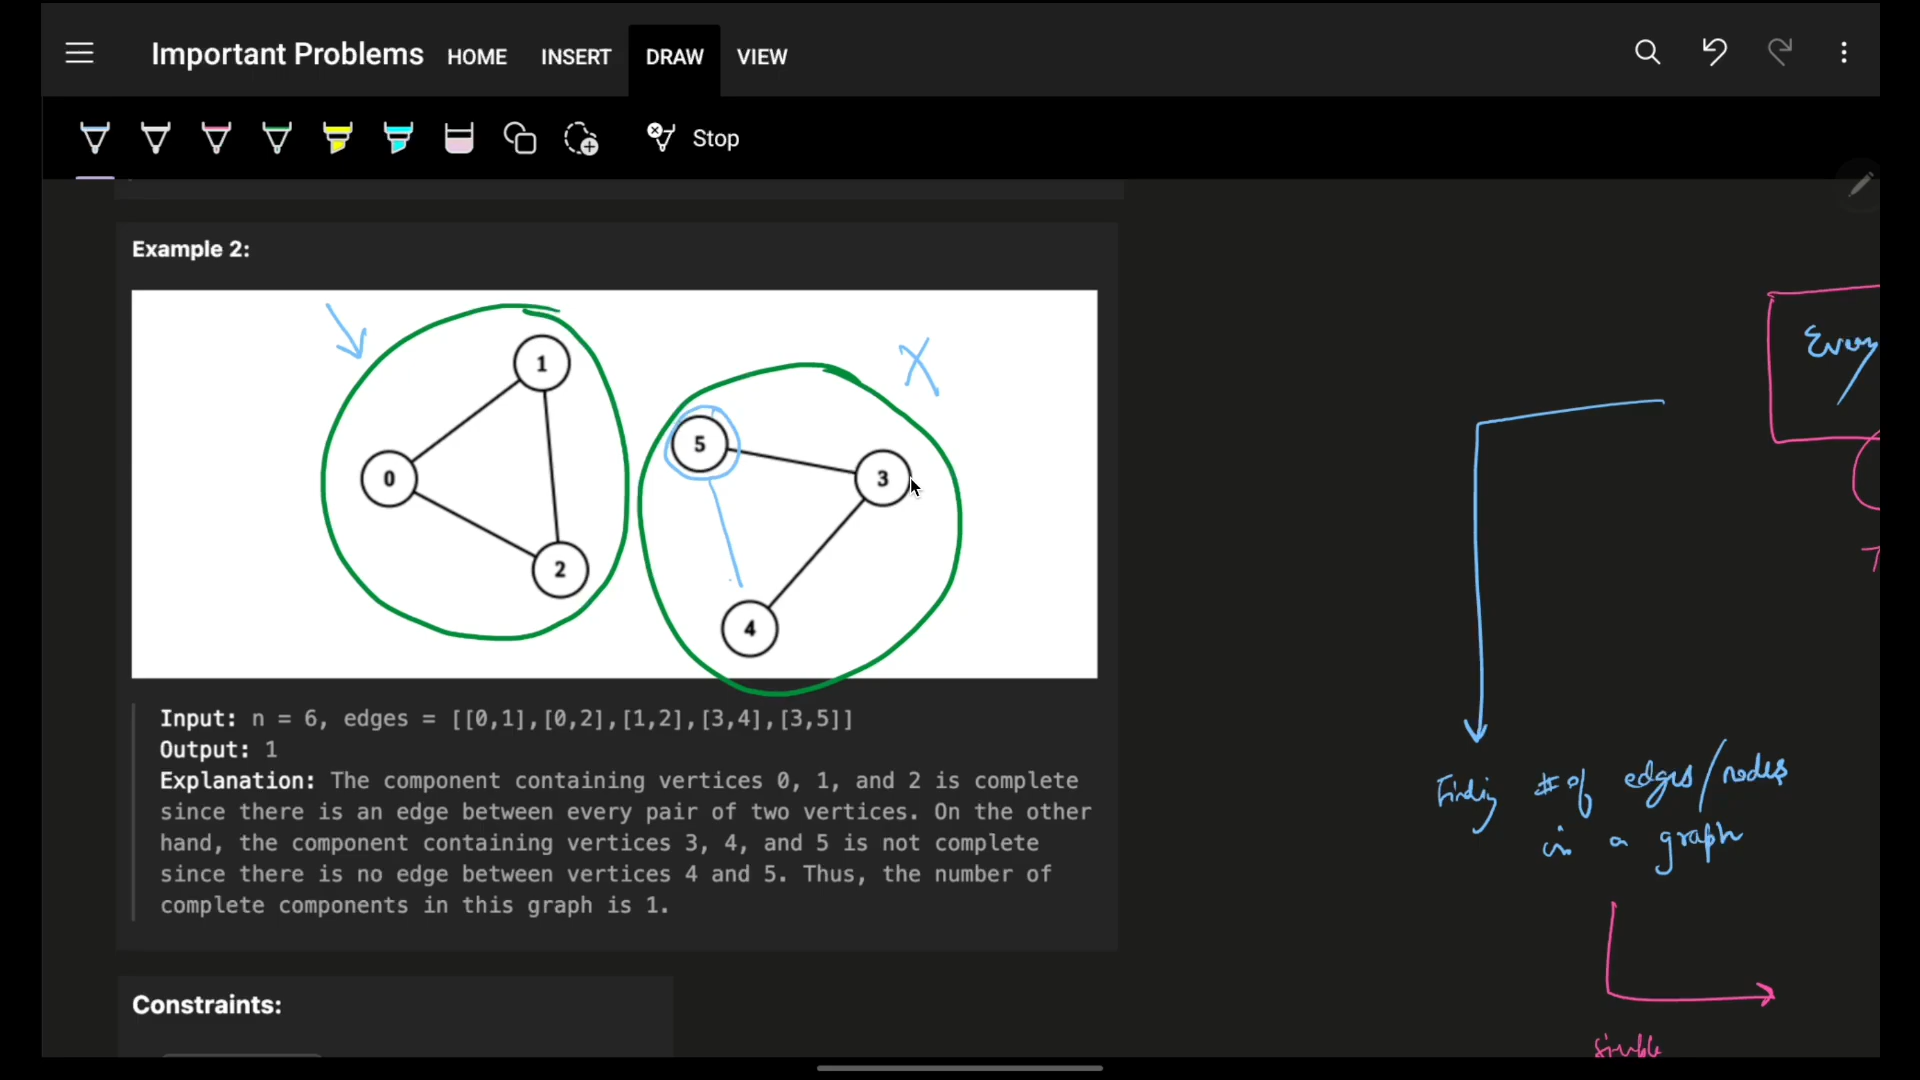 Important Problems HOME INSERT DRAW VIEW
Stop
Example 2:
1
5
0
3
2
4
Input: n = 6, edges = [[0,1],[0,2],[1,2],[3,4],[3,5]]
Output: 1
Explanation: The component containing vertices 0, 1, and 2 is complete
since there is an edge between every pair of two vertices. On the other
hand, the component containing vertices 3, 4, and 5 is not complete
since there is no edge between vertices 4 and 5. Thus, the number of
complete components in this graph is 1.
Constraints:
X
Every
Finding # of edges/nodes
in a graph
simple